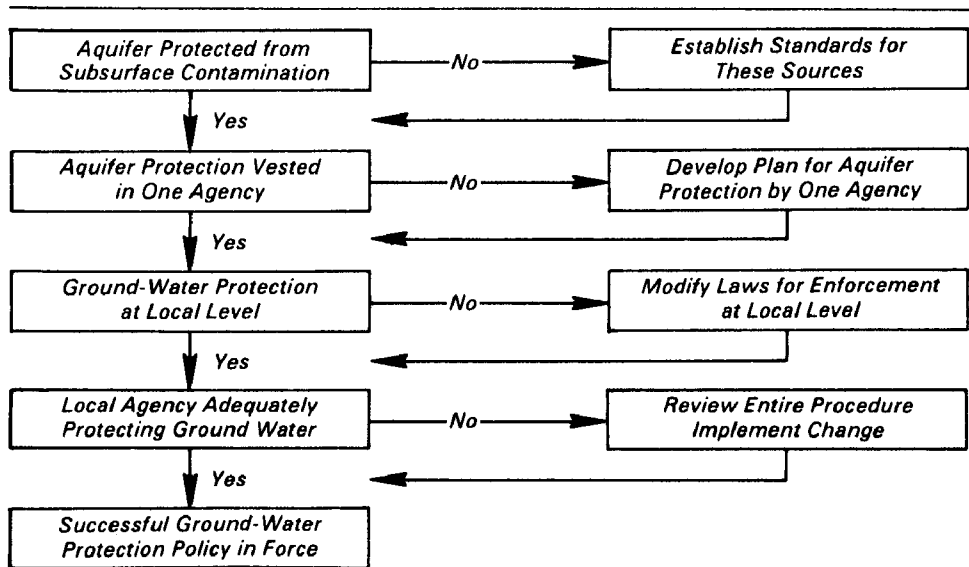 Aquifer Protected from
Subsurface Contamination
No
Establish Standards for
These Sources
Yes
Aquifer Protection Vested
in One Agency
No
Develop Plan for Aquifer
Protection by One Agency
Yes
Ground-Water Protection
at Local Level
No
Modify Laws for Enforcement
at Local Level
Yes
Local Agency Adequately
Protecting Ground Water
No
Review Entire Procedure
Implement Change
Yes
Successful Ground-Water
Protection Policy in Force